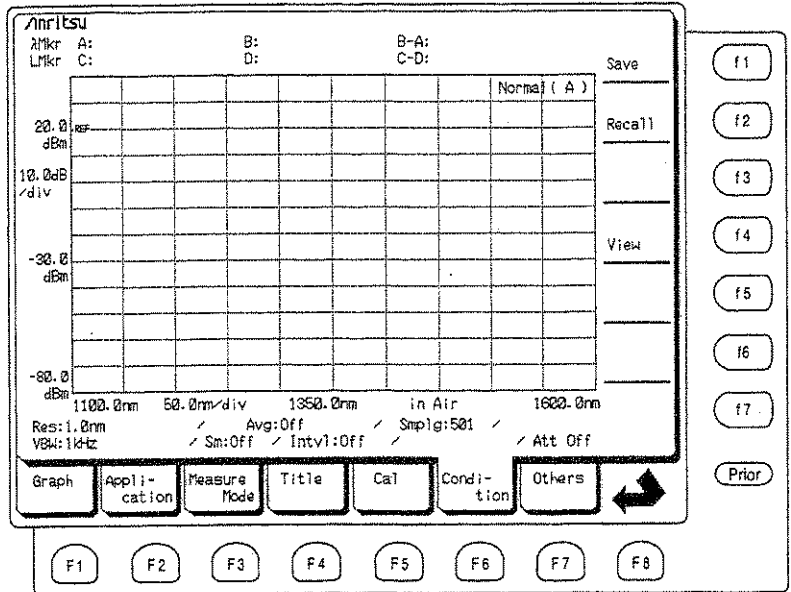 Anritsu
λMkr A: B: B-A:
LMkr C: D: C-D:
Save
Normal ( A )
20.0 REF
dBm
Recall
10.0dB
/div
-30.0
dBm
View
-80.0
dBm
1100.0nm 50.0nm/div 1350.0nm in Air 1600.0nm
Res:1.0nm / Avg:Off / Smplg:501 /
VBW:1kHz / Sm:Off / Intvl:Off / / Att Off
Graph
Appli-
cation
Measure
Mode
Title
Cal
Condi-
tion
Others
f1
f2
f3
f4
f5
f6
f7
Prior
F1 F2 F3 F4 F5 F6 F7 F8